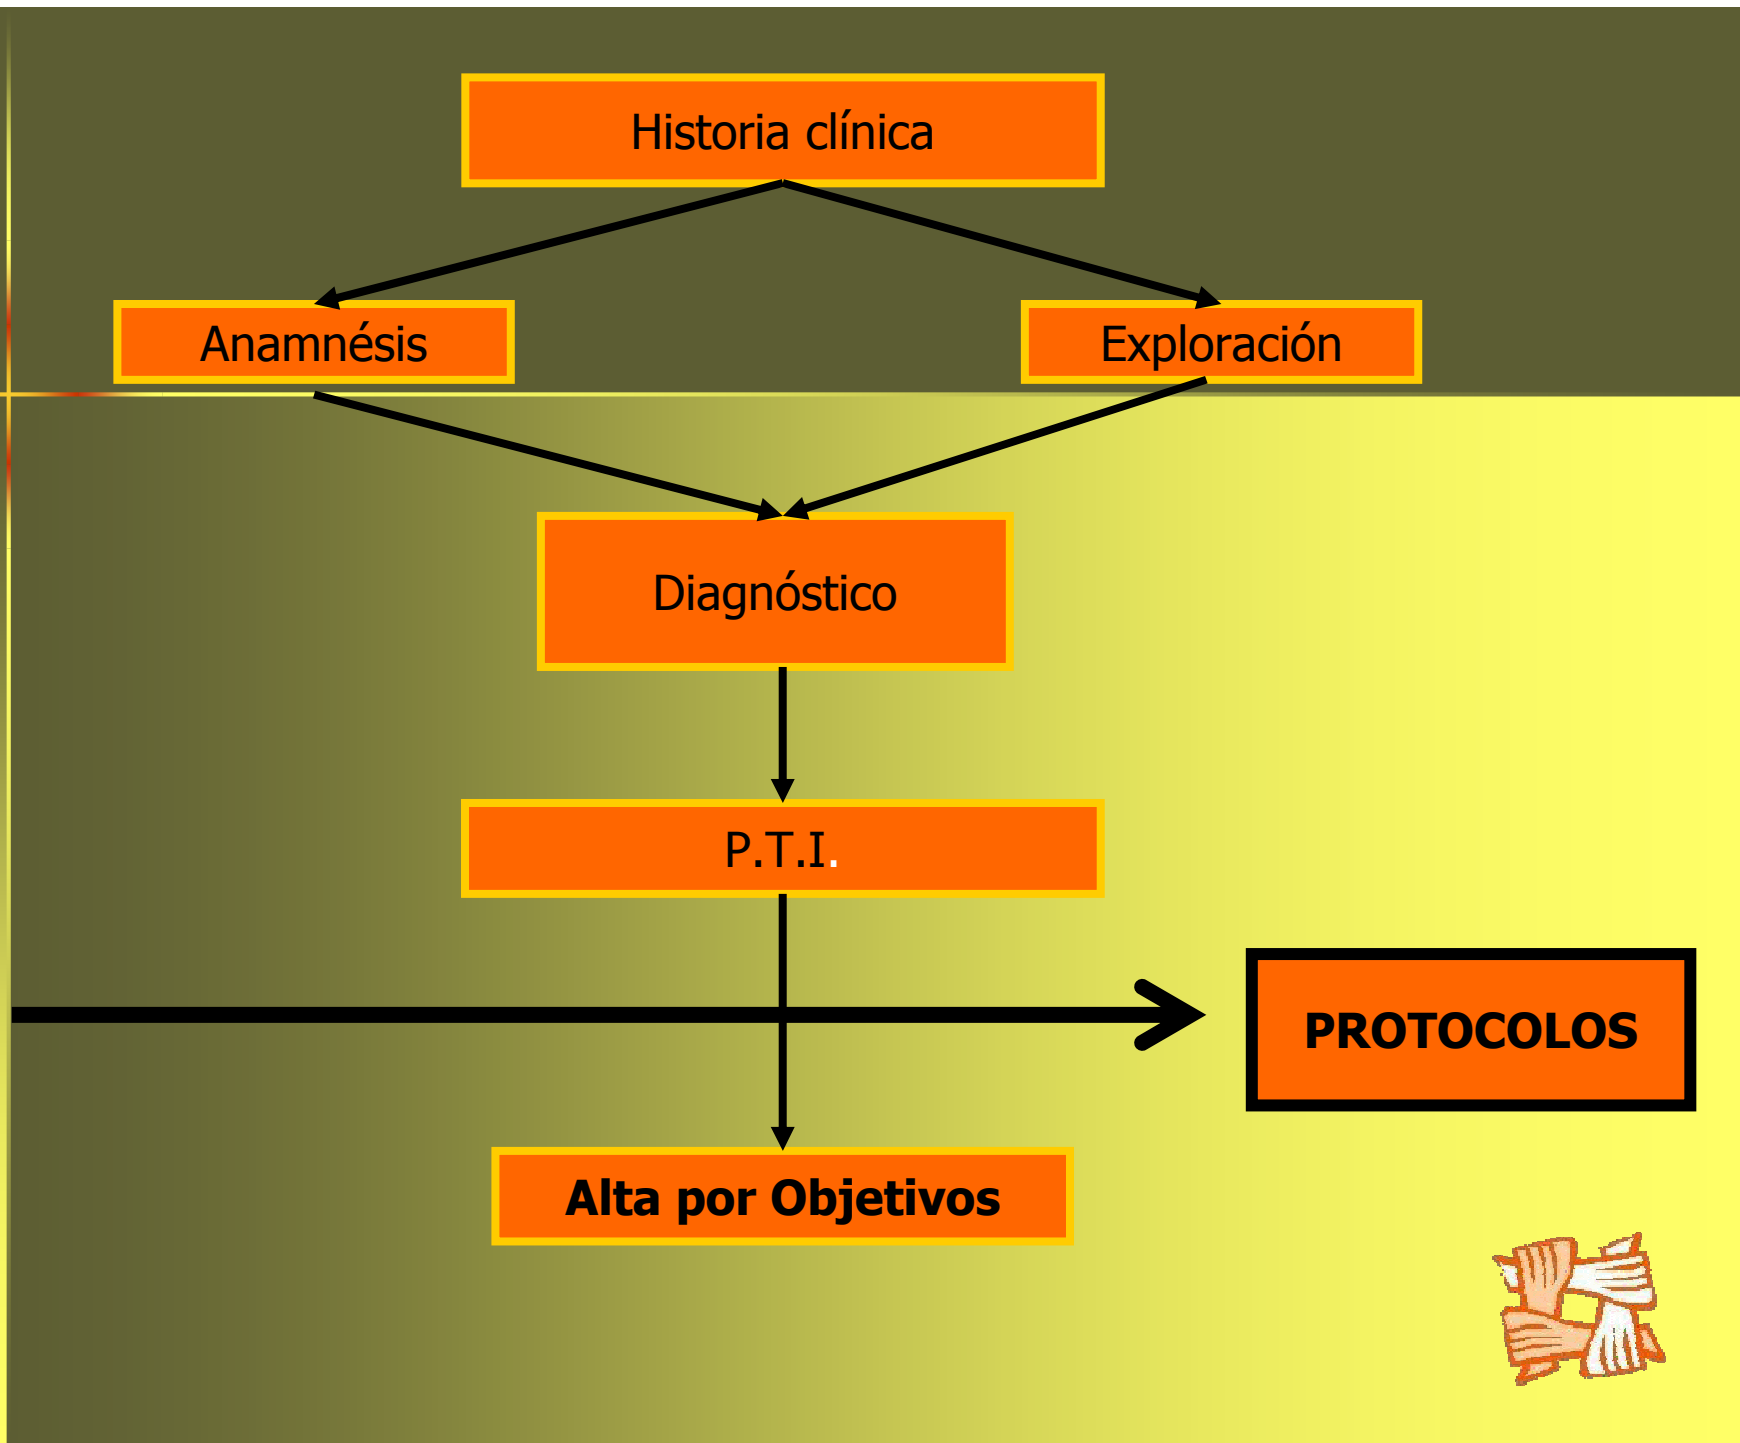 Historia clínica
Anamnésis
Exploración
Diagnóstico
P.T.I.
PROTOCOLOS
Alta por Objetivos